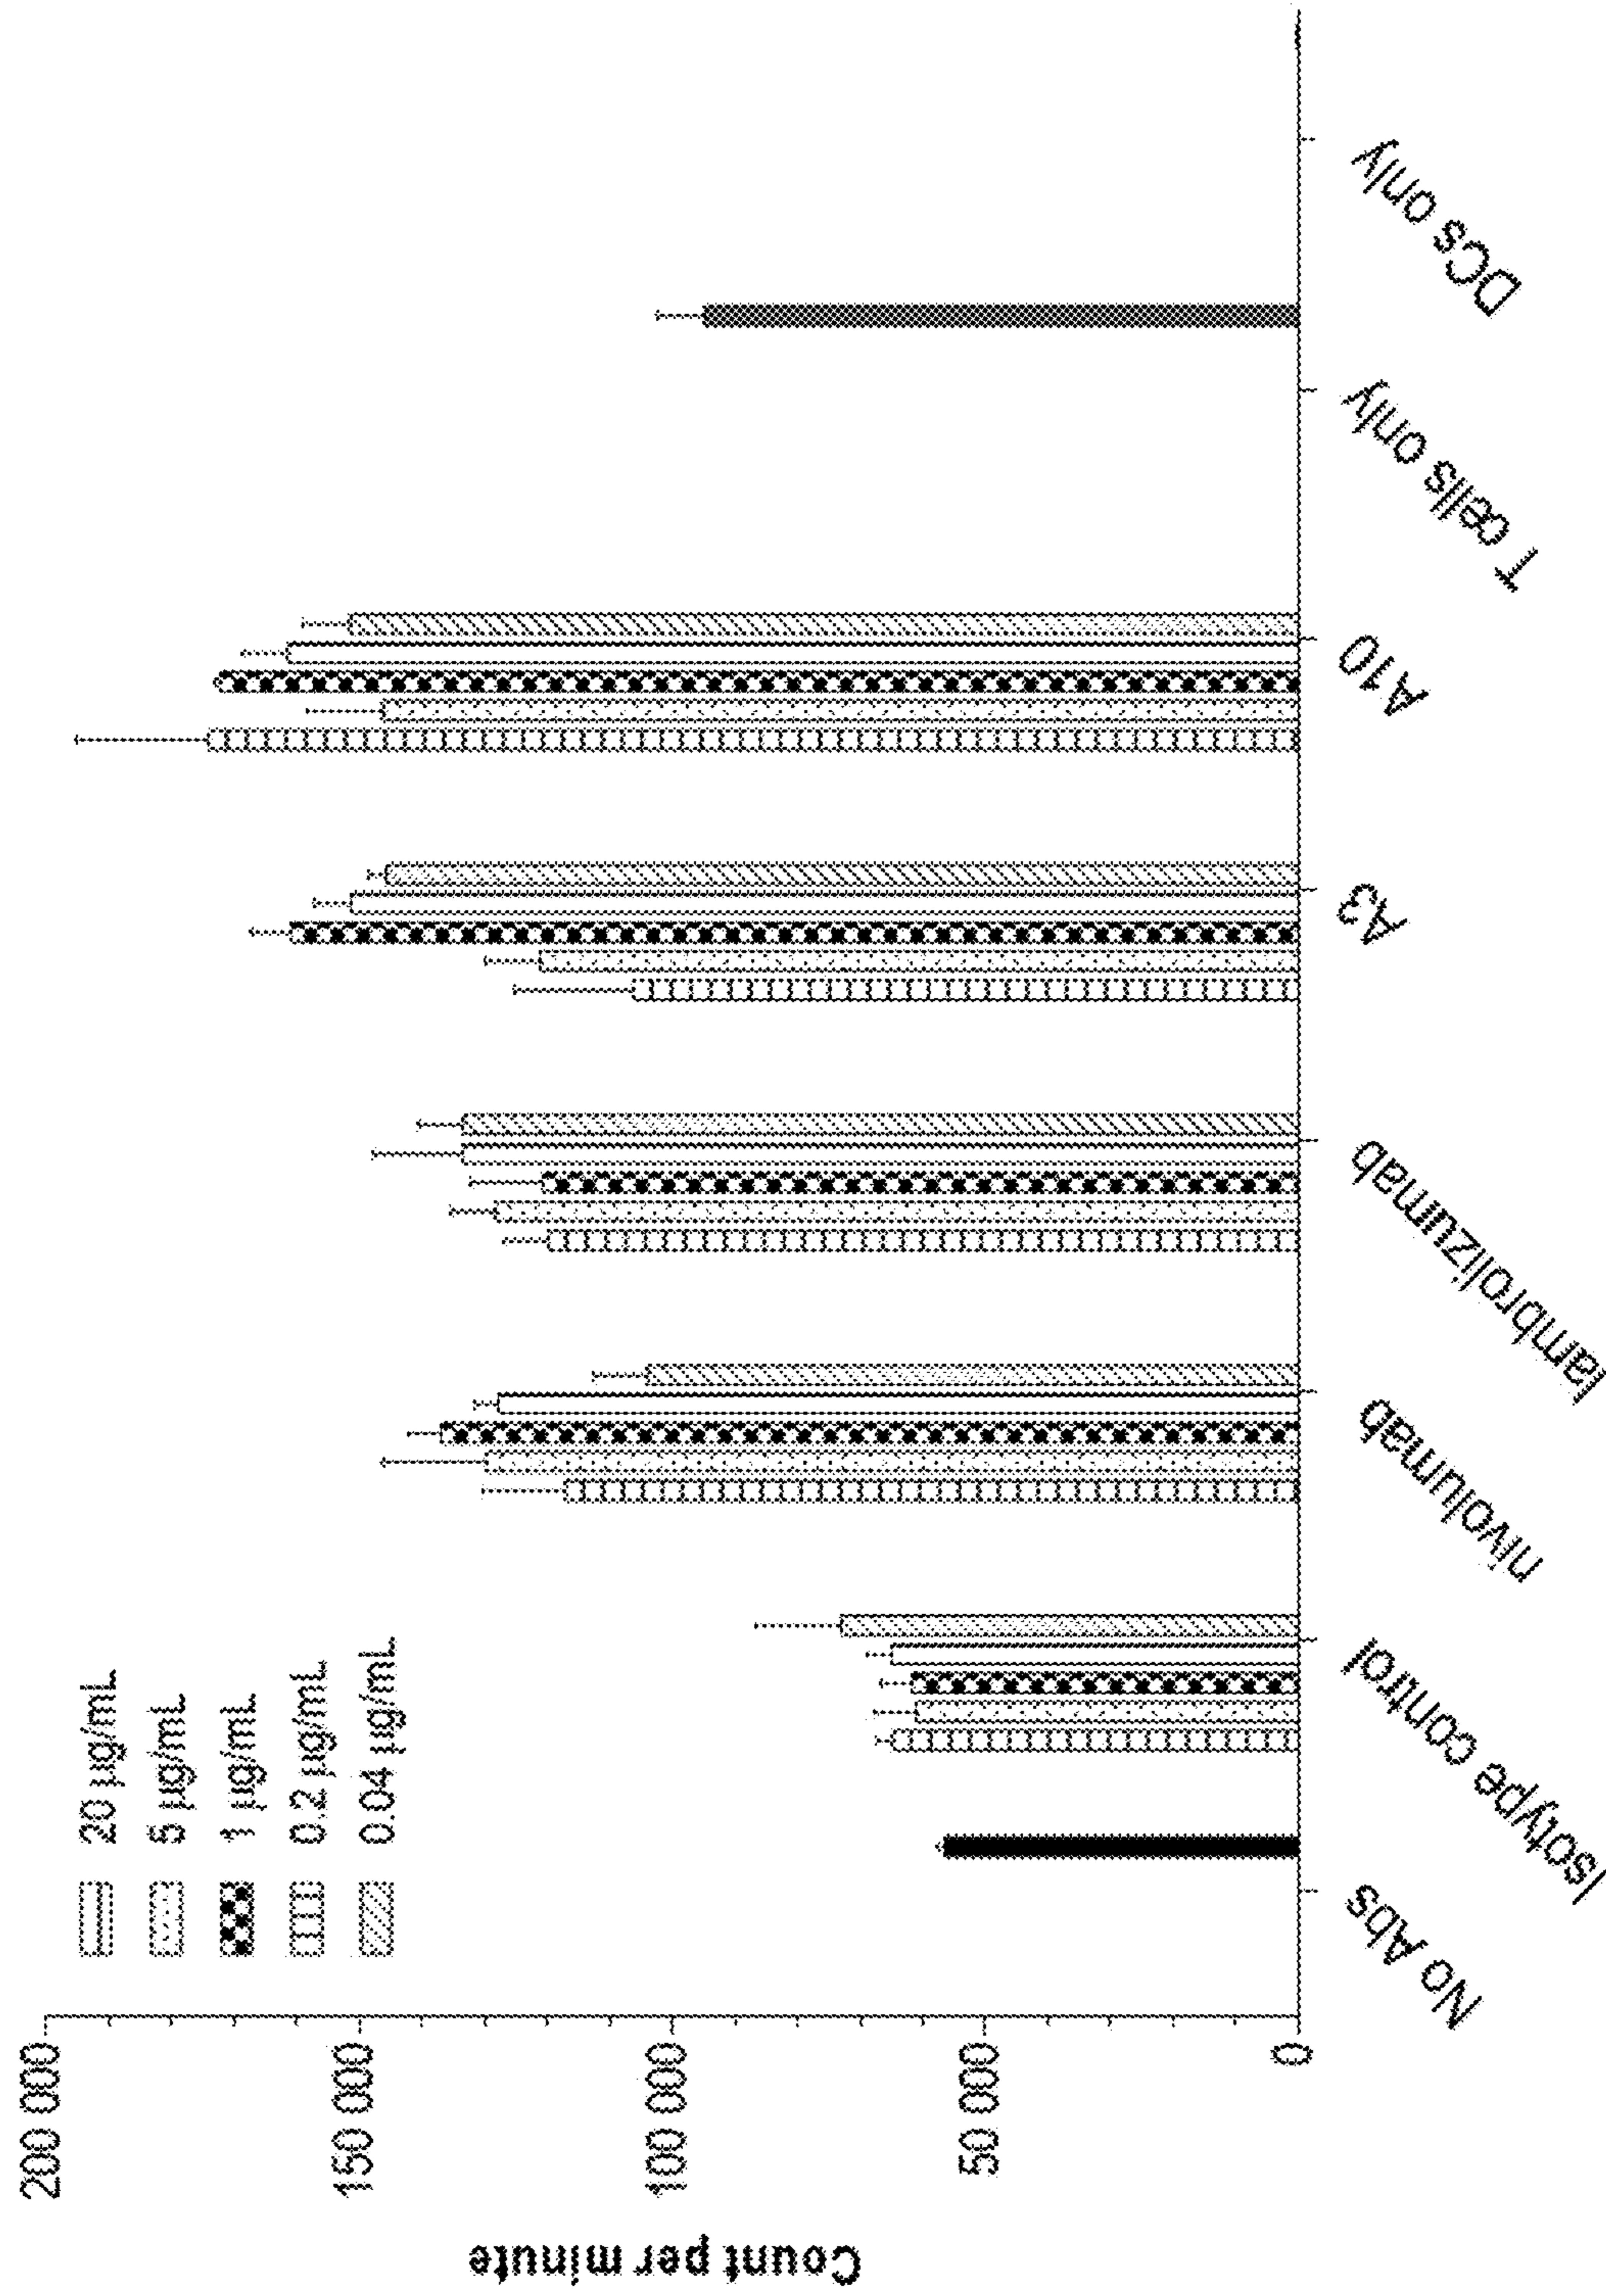 Count per minute
200 000
150 000
100 000
50 000
0
20 µg/mL
5 µg/mL
1 µg/mL
0.2 µg/mL
0.04 µg/mL
No Abs
Isotype control
nivolumab
lambrolizumab
A3
A10
T cells only
DCs only